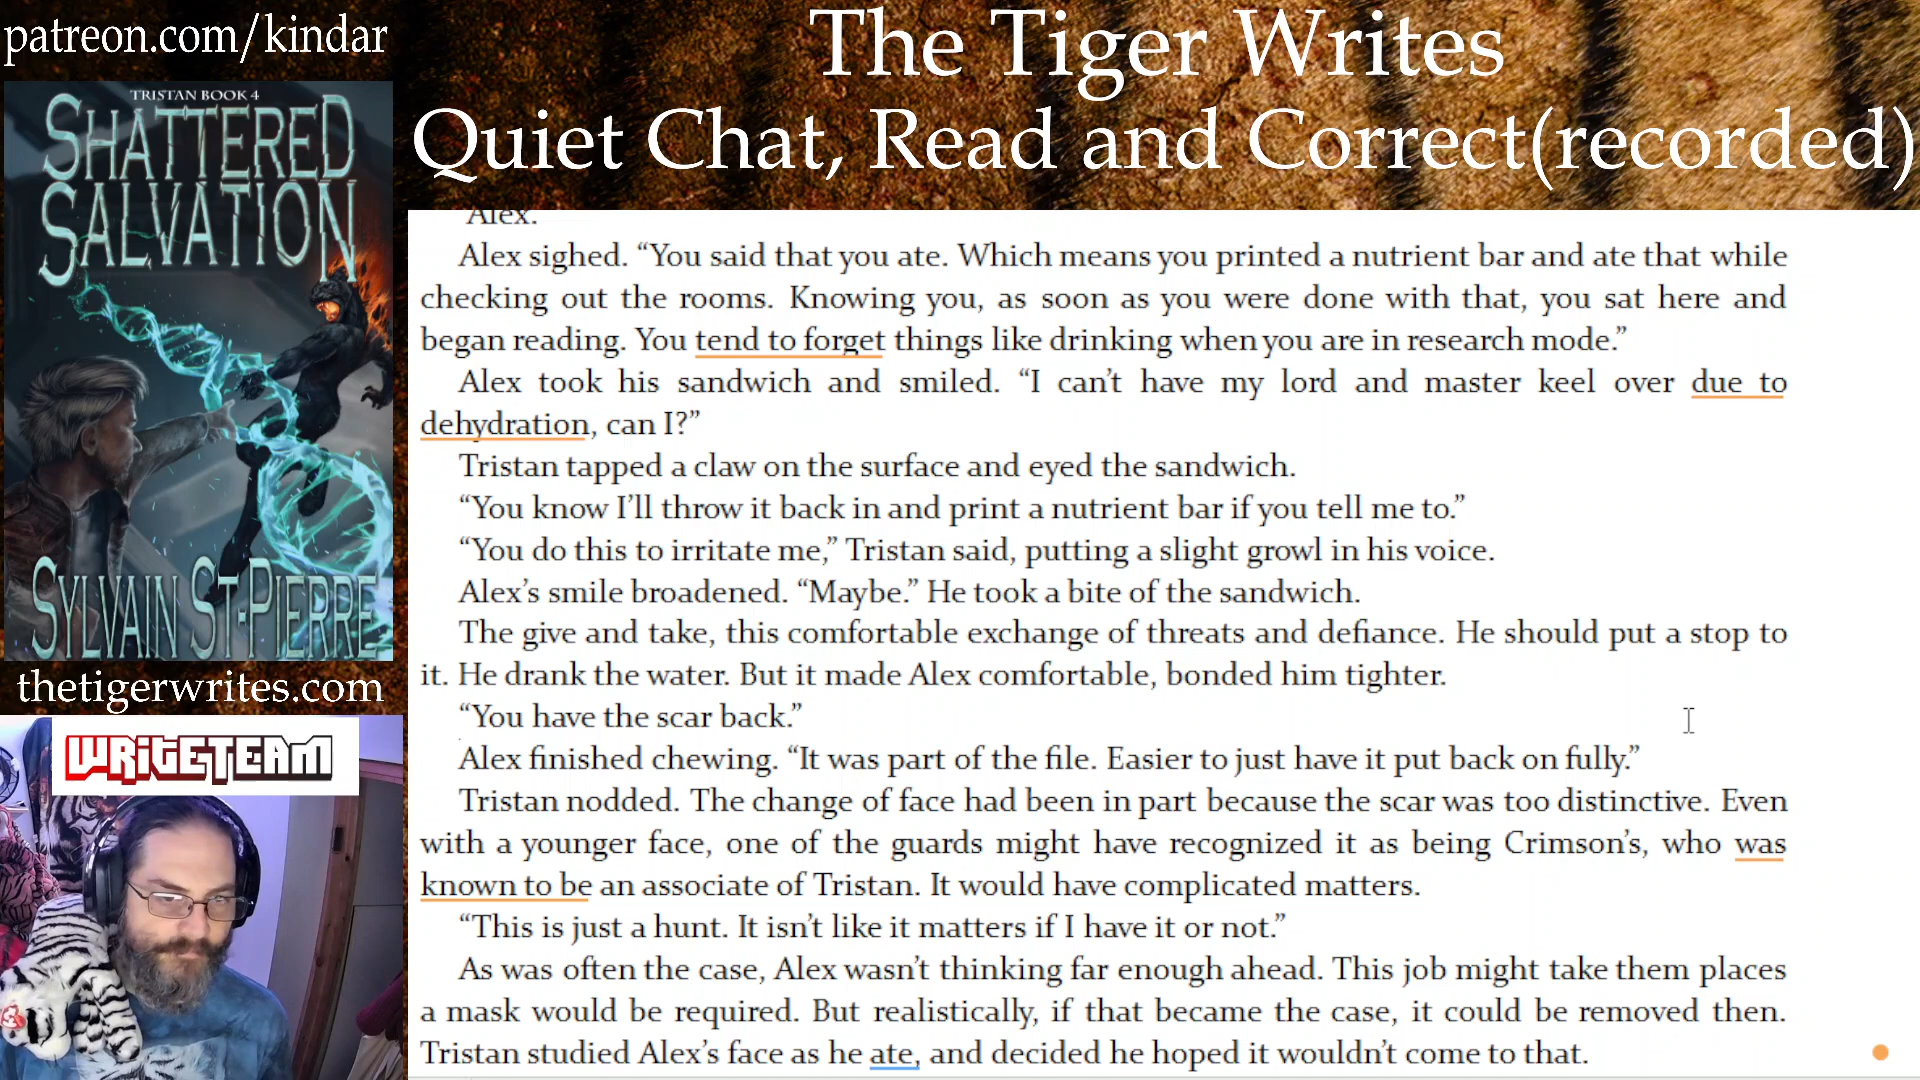 patreon.com/kindar
TRISTAN BOOK 4
SHATTERED
SALVATION
SYLVAIN ST-PIERRE
thetigerwrites.com
WRITETEAM
The Tiger Writes
Quiet Chat, Read and Correct(recorded)
Alex.
Alex sighed. “You said that you ate. Which means you printed a nutrient bar and ate that while
checking out the rooms. Knowing you, as soon as you were done with that, you sat here and
began reading. You tend to forget things like drinking when you are in research mode.”
Alex took his sandwich and smiled. “I can’t have my lord and master keel over due to
dehydration, can I?”
Tristan tapped a claw on the surface and eyed the sandwich.
“You know I’ll throw it back in and print a nutrient bar if you tell me to.”
“You do this to irritate me,” Tristan said, putting a slight growl in his voice.
Alex’s smile broadened. “Maybe.” He took a bite of the sandwich.
The give and take, this comfortable exchange of threats and defiance. He should put a stop to
it. He drank the water. But it made Alex comfortable, bonded him tighter.
“You have the scar back.”
Alex finished chewing. “It was part of the file. Easier to just have it put back on fully.”
Tristan nodded. The change of face had been in part because the scar was too distinctive. Even
with a younger face, one of the guards might have recognized it as being Crimson’s, who was
known to be an associate of Tristan. It would have complicated matters.
“This is just a hunt. It isn’t like it matters if I have it or not.”
As was often the case, Alex wasn’t thinking far enough ahead. This job might take them places
a mask would be required. But realistically, if that became the case, it could be removed then.
Tristan studied Alex’s face as he ate, and decided he hoped it wouldn’t come to that.